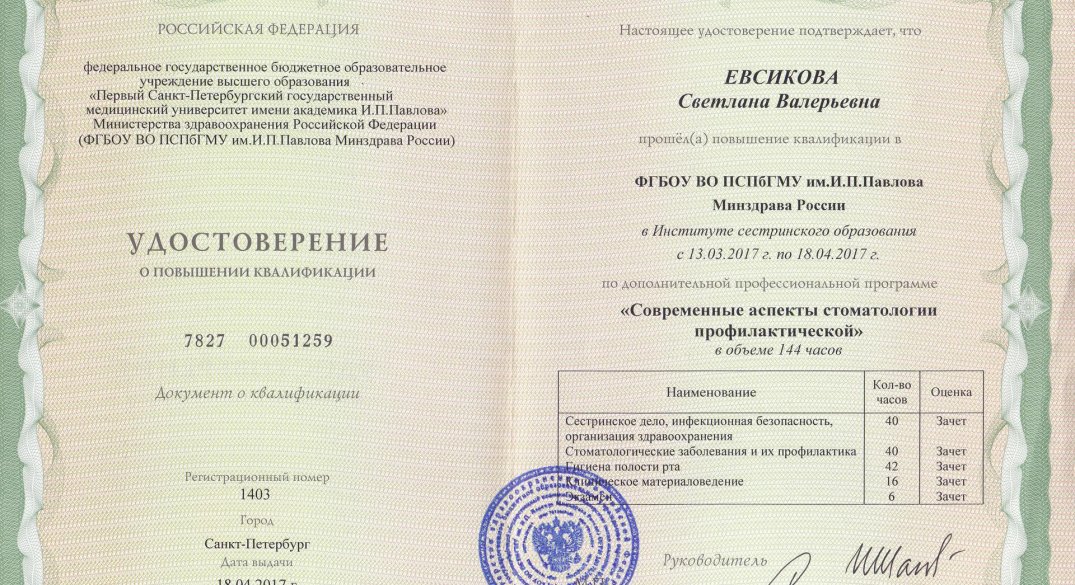 РОССИЙСКАЯ ФЕДЕРАЦИЯ
федеральное государственное бюджетное образовательное
учреждение высшего образования
«Первый Санкт-Петербургский государственный
медицинский университет имени академика И.П.Павлова»
Министерства здравоохранения Российской Федерации
(ФГБОУ ВО ПСПбГМУ им.И.П.Павлова Минздрава России)
УДОСТОВЕРЕНИЕ
О ПОВЫШЕНИИ КВАЛИФИКАЦИИ
7827 00051259
Документ о квалификации
Регистрационный номер
1403
Город
Санкт-Петербург
Дата выдачи
18.04.2017 г.
Настоящее удостоверение подтверждает, что
ЕВСИКОВА
Светлана Валерьевна
прошёл(а) повышение квалификации в
ФГБОУ ВО ПСПбГМУ им.И.П.Павлова
Минздрава России
в Институте сестринского образования
с 13.03.2017 г. по 18.04.2017 г.
по дополнительной профессиональной программе
«Современные аспекты стоматологии
профилактической»
в объеме 144 часов
Наименование Кол-во часов Оценка
Сестринское дело, инфекционная безопасность, 40 Зачет
организация здравоохранения
Стоматологические заболевания и их профилактика 40 Зачет
Гигиена полости рта 42 Зачет
Клиническое материаловедение 16 Зачет
Экзамен 6 Зачет
Руководитель